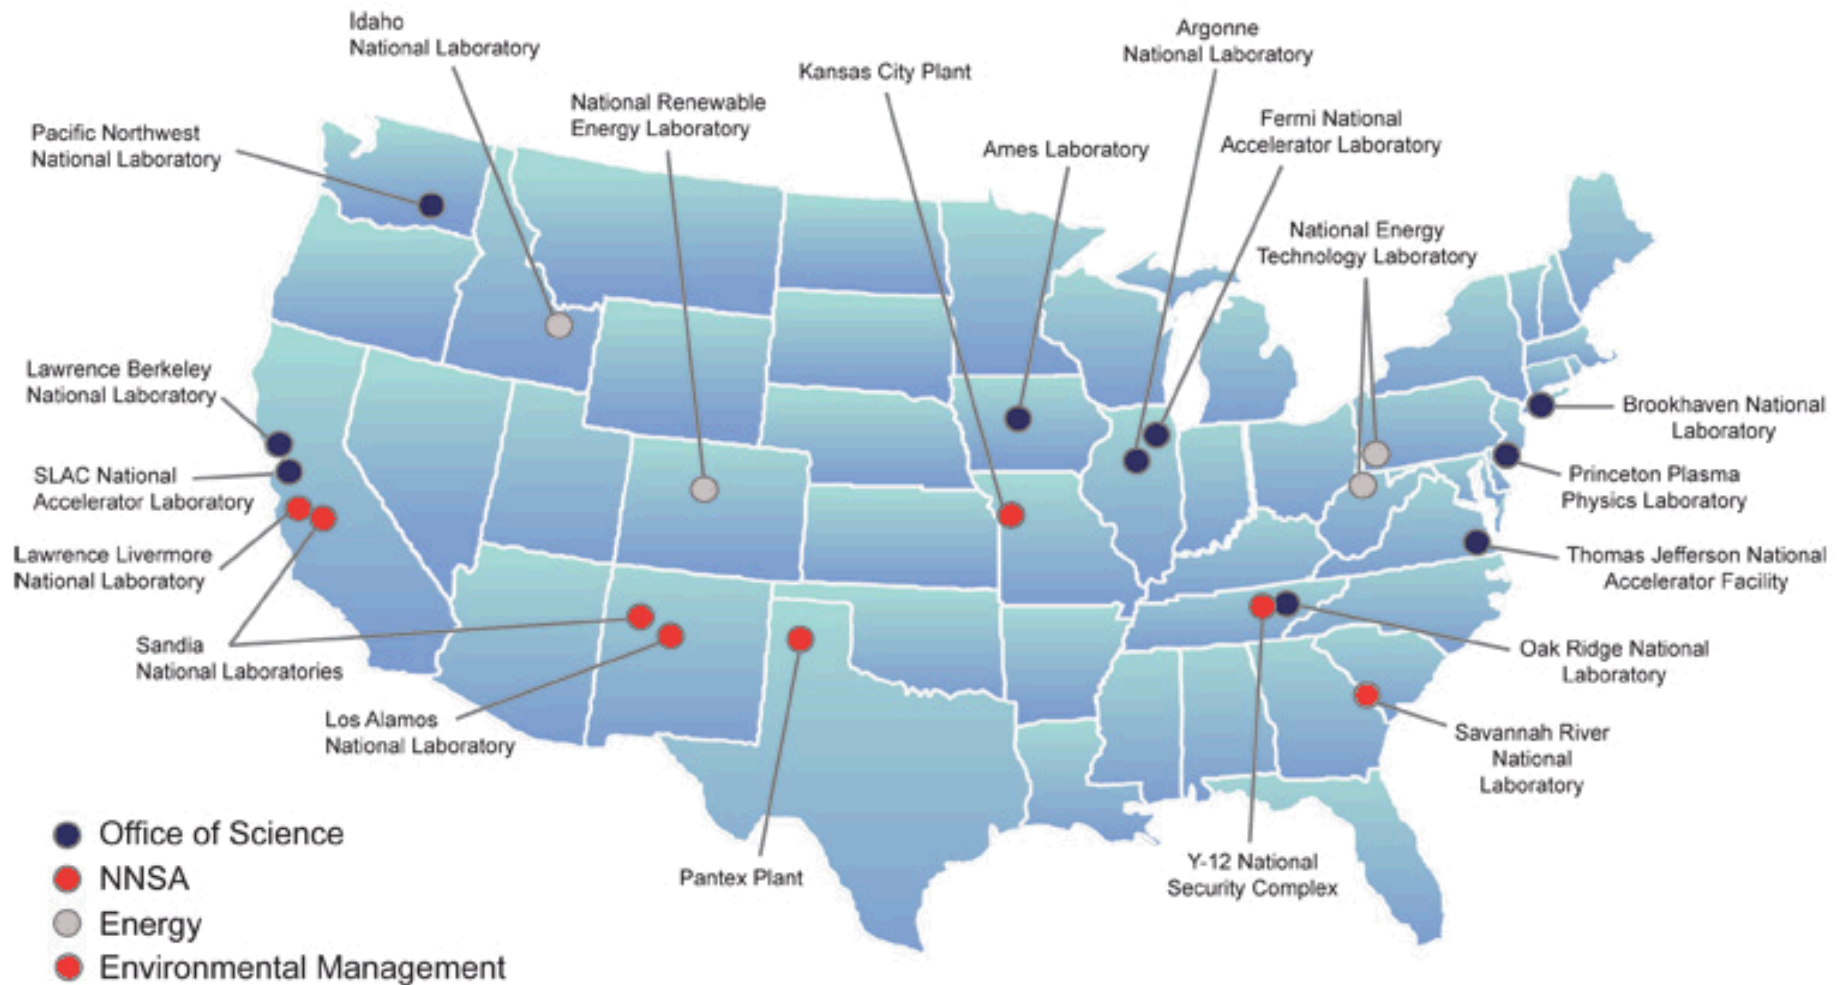 Idaho
National Laboratory
Argonne
National Laboratory
Kansas City Plant
National Renewable
Energy Laboratory
Fermi National
Accelerator Laboratory
Pacific Northwest
National Laboratory
Ames Laboratory
National Energy
Technology Laboratory
Lawrence Berkeley
National Laboratory
Brookhaven National
Laboratory
SLAC National
Accelerator Laboratory
Princeton Plasma
Physics Laboratory
Lawrence Livermore
National Laboratory
Thomas Jefferson National
Accelerator Facility
Sandia
National Laboratories
Oak Ridge National
Laboratory
Los Alamos
National Laboratory
Savannah River
National
Laboratory
Pantex Plant
Y-12 National
Security Complex
Office of Science
NNSA
Energy
Environmental Management